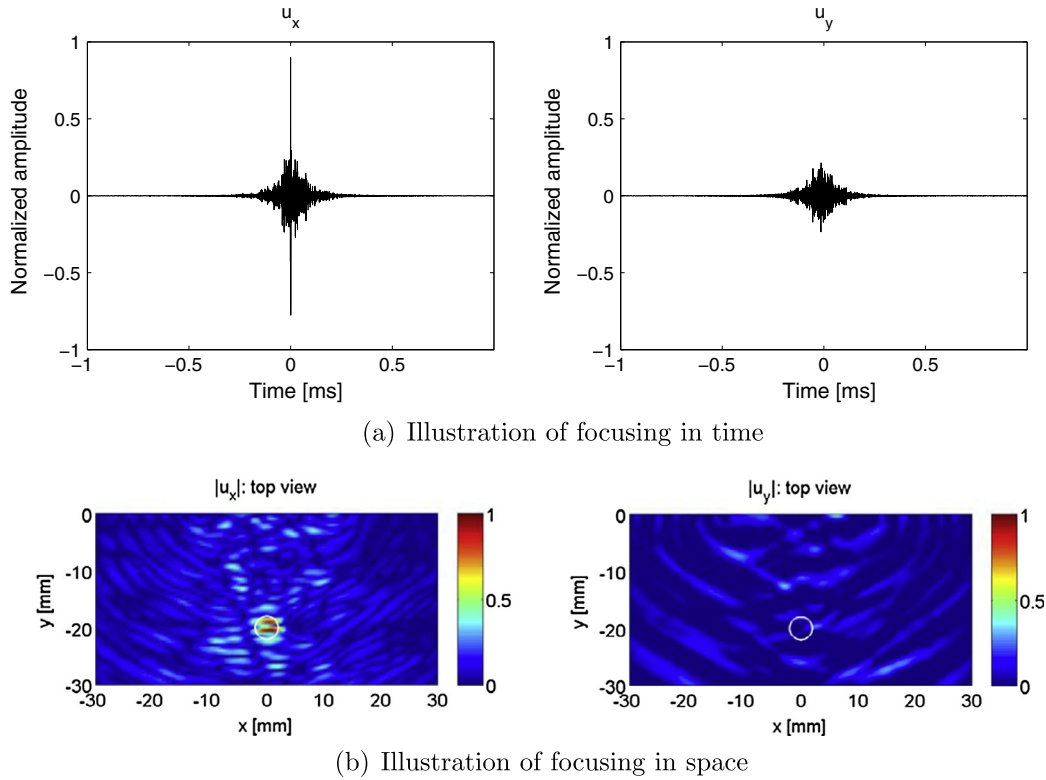 u_x
u_y
1
0.5
0
−0.5
−1
Normalized amplitude
−1 −0.5 0 0.5
Time [ms]
1
0.5
0
−0.5
−1
Normalized amplitude
−1 −0.5 0 0.5
Time [ms]
(a) Illustration of focusing in time
|u_x|: top view
0
-10
-20
-30
y [mm]
-30 -20 -10 0 10 20 30
x [mm]
1
0.5
0
|u_y|: top view
0
-10
-20
-30
y [mm]
-30 -20 -10 0 10 20 30
x [mm]
1
0.5
0
(b) Illustration of focusing in space